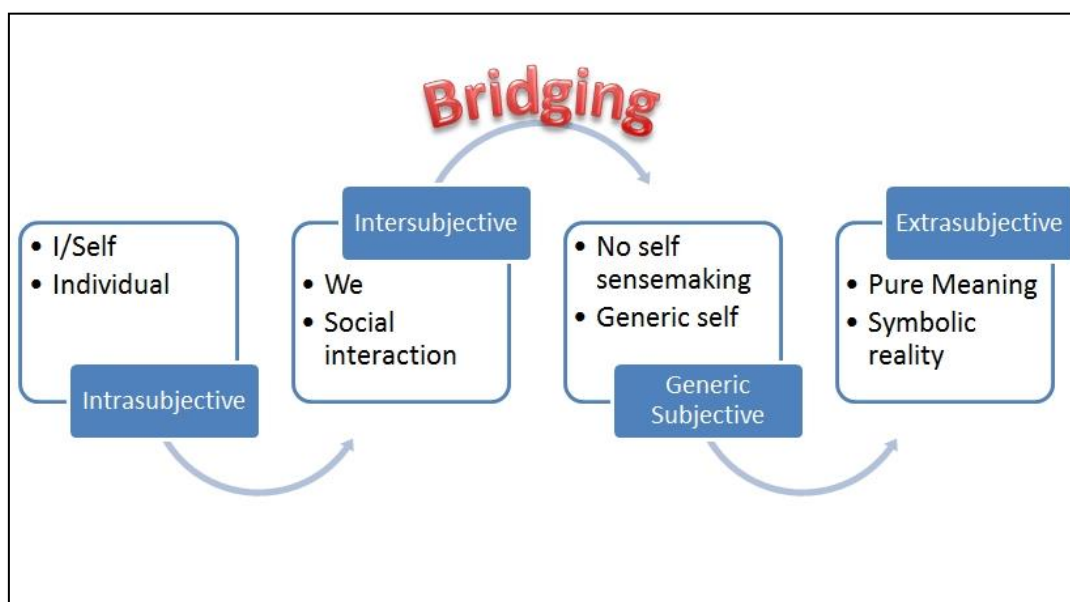 Bridging
• I/Self
• Individual
Intrasubjective
Intersubjective
• We
• Social
interaction
• No self
sensemaking
• Generic self
Generic
Subjective
Extrasubjective
• Pure Meaning
• Symbolic
reality